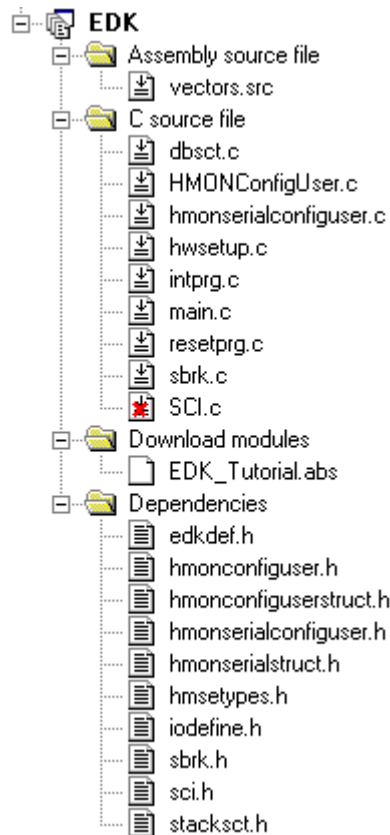 EDK
Assembly source file
vectors.src
C source file
dbsct.c
HMONConfigUser.c
hmonserialconfiguser.c
hwsetup.c
intprg.c
main.c
resetprg.c
sbrk.c
SCI.c
Download modules
EDK_Tutorial.abs
Dependencies
edkdef.h
hmonconfiguser.h
hmonconfiguserstruct.h
hmonserialconfiguser.h
hmonserialstruct.h
hmsetypes.h
iodefine.h
sbrk.h
sci.h
stacksct.h